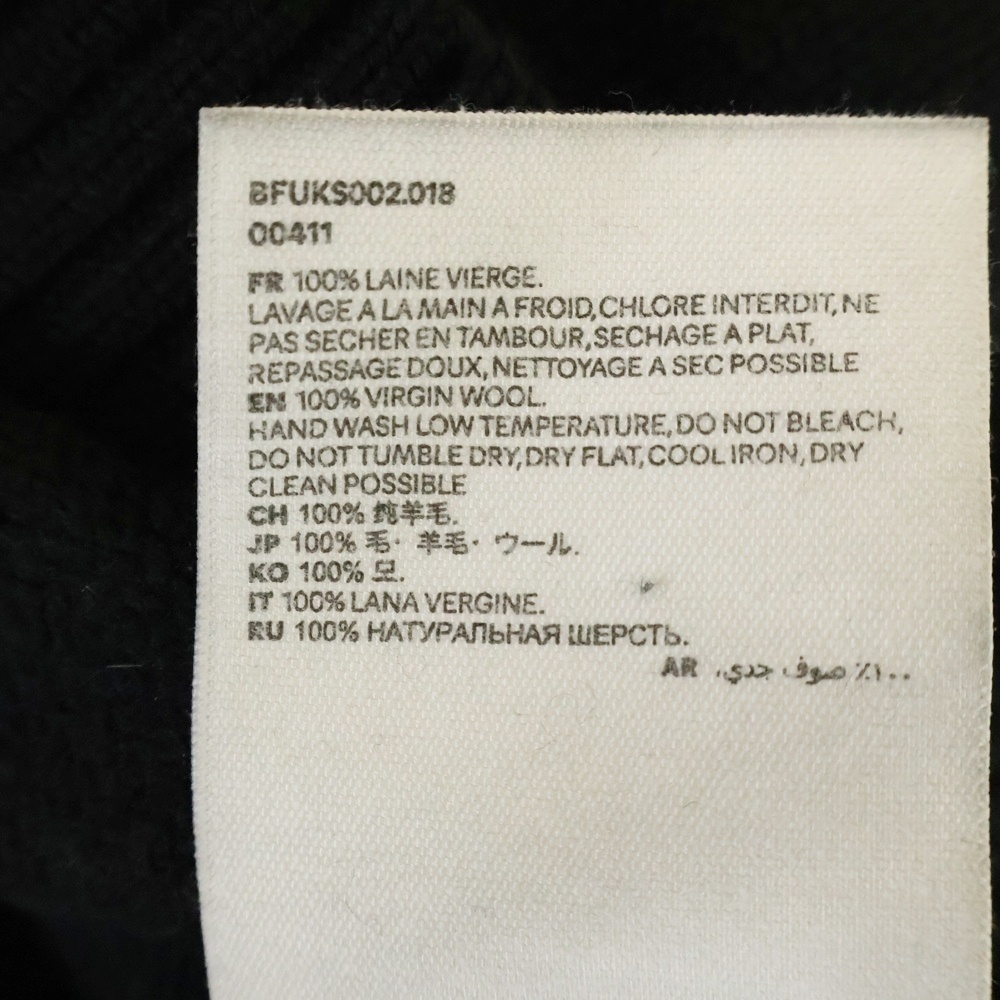 BFUKS002.018
00411
FR 100% LAINE VIERGE.
LAVAGE A LA MAIN A FROID, CHLORE INTERDIT, NE
PAS SECHER EN TAMBOUR, SECHAGE A PLAT,
REPASSAGE DOUX, NETTOYAGE A SEC POSSIBLE
EN 100% VIRGIN WOOL.
HAND WASH LOW TEMPERATURE, DO NOT BLEACH,
DO NOT TUMBLE DRY, DRY FLAT, COOL IRON, DRY
CLEAN POSSIBLE
CH 100% 纯羊毛.
JP 100% 毛· 羊毛· ウール.
KO 100% 모.
IT 100% LANA VERGINE.
RU 100% НАТУРАЛЬНАЯ ШЕРСТЬ.
AR ١٠٠٪ صوف جدي.